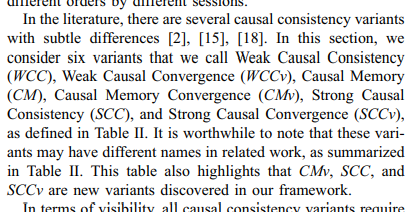 different orders by different sessions.
In the literature, there are several causal consistency variants
with subtle differences [2], [15], [18]. In this section, we
consider six variants that we call Weak Causal Consistency
(WCC), Weak Causal Convergence (WCCv), Causal Memory
(CM), Causal Memory Convergence (CMv), Strong Causal
Consistency (SCC), and Strong Causal Convergence (SCCv),
as defined in Table II. It is worthwhile to note that these vari-
ants may have different names in related work, as summarized
in Table II. This table also highlights that CMv, SCC, and
SCCv are new variants discovered in our framework.
In terms of visibility, all causal consistency variants require